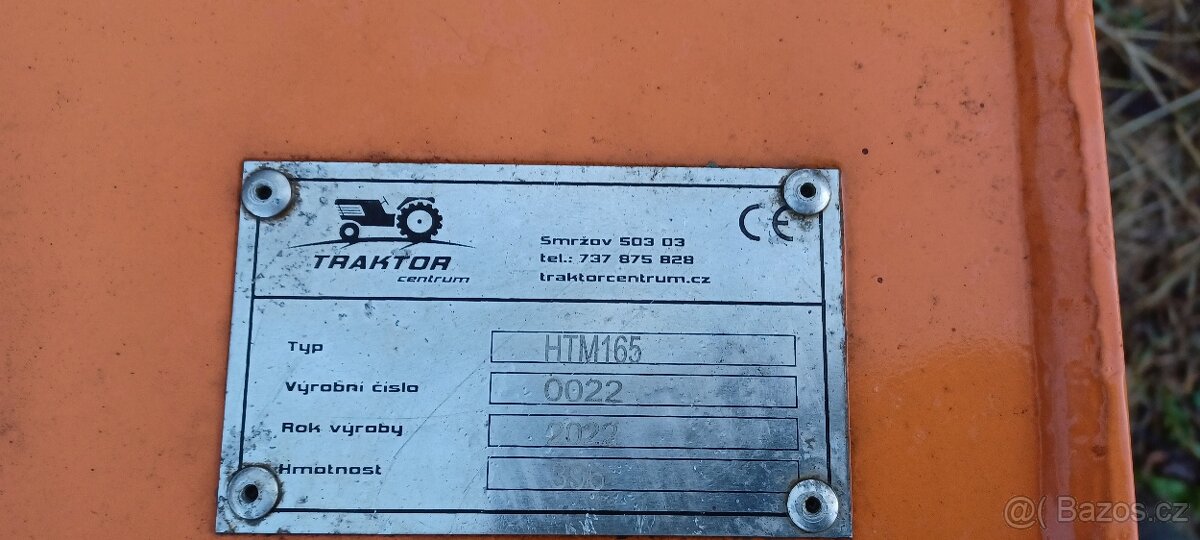 TRAKTOR
centrum
Smržov 503 03
tel.: 737 875 828
traktorcentrum.cz
CE
Typ HTM165
Výrobní číslo 0022
Rok výroby 2022
Hmotnost
@( Bazos.cz